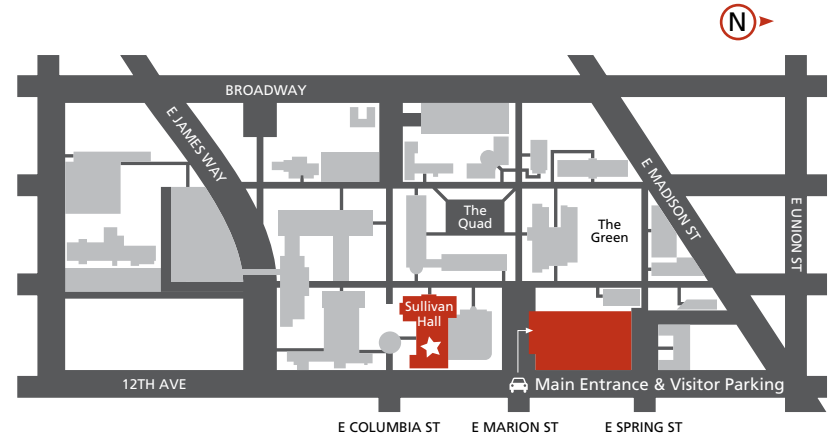 N
BROADWAY
E JAMES WAY
E MADISON ST
E UNION ST
The
Quad
The
Green
Sullivan
Hall
12TH AVE
Main Entrance & Visitor Parking
E COLUMBIA ST
E MARION ST
E SPRING ST